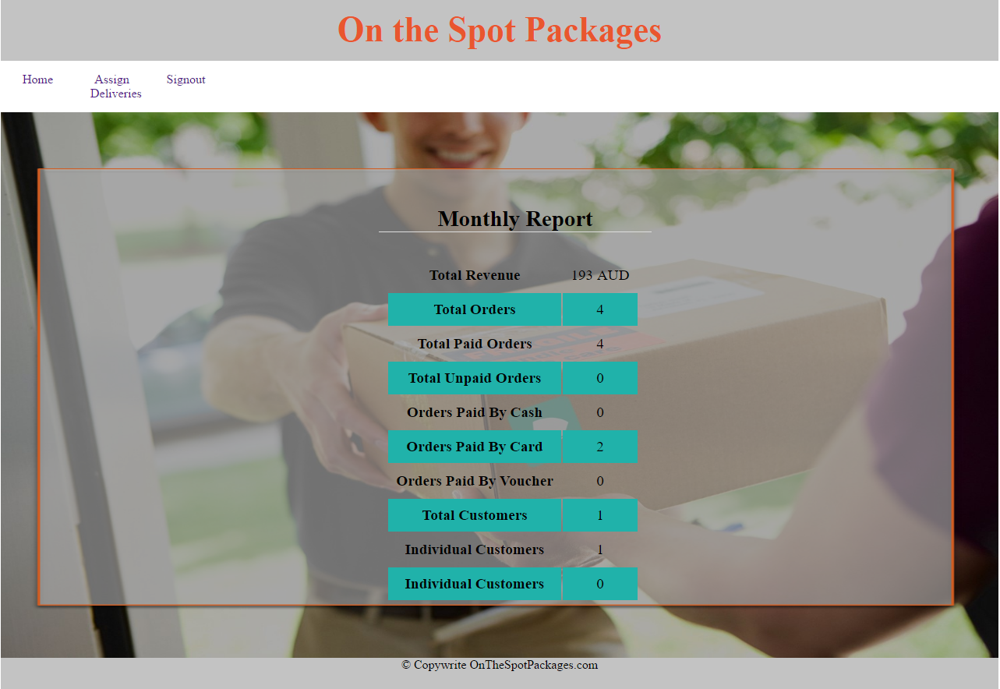 On the Spot Packages
Home
Assign
Deliveries
Signout
Monthly Report
Total Revenue 193 AUD
Total Orders 4
Total Paid Orders 4
Total Unpaid Orders 0
Orders Paid By Cash 0
Orders Paid By Card 2
Orders Paid By Voucher 0
Total Customers 1
Individual Customers 1
Individual Customers 0
© Copywrite OnTheSpotPackages.com